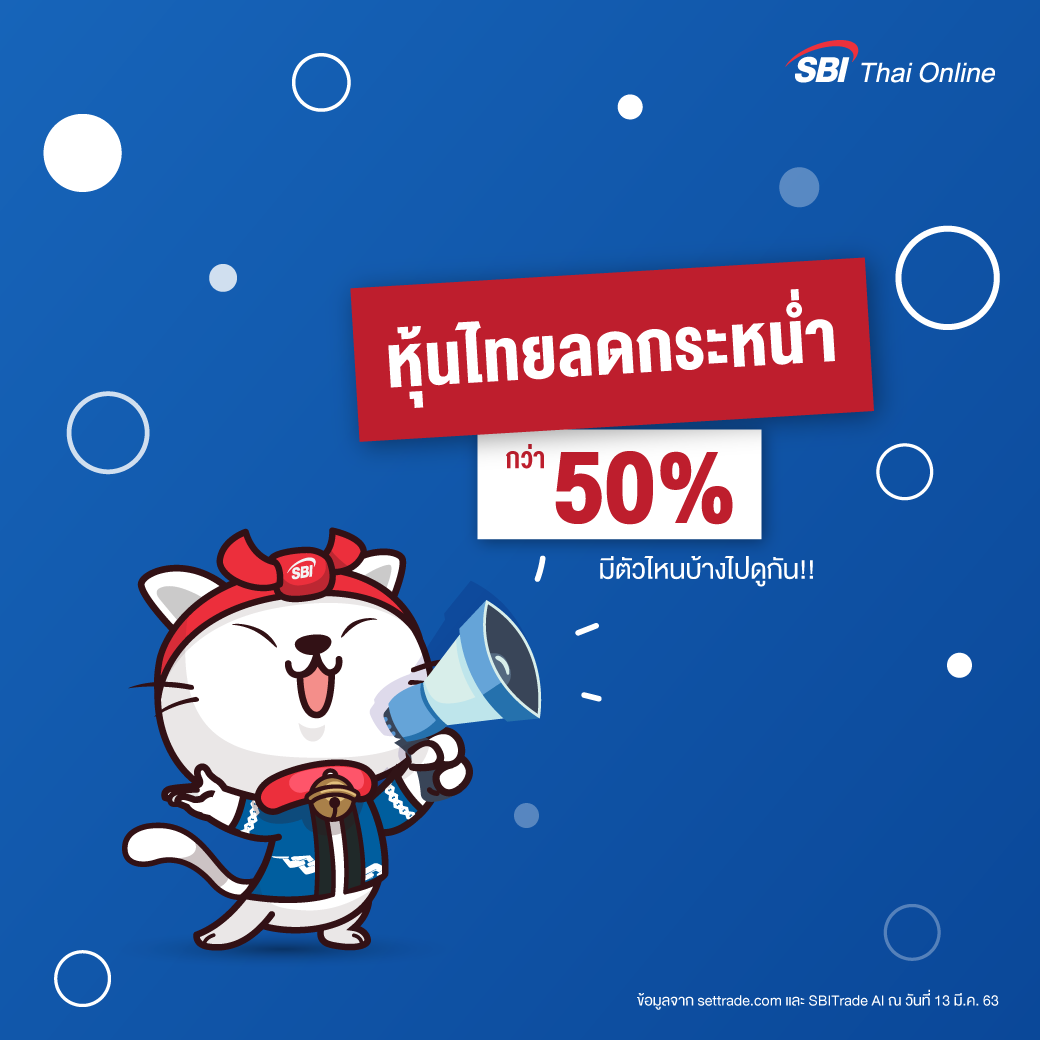 SBI Thai Online
หุ้นไทยลดกระหน่ำ
กว่า 50%
มีตัวไหนบ้างไปดูกัน!!
SBI
ข้อมูลจาก settrade.com และ SBITrade AI ณ วันที่ 13 มี.ค. 63